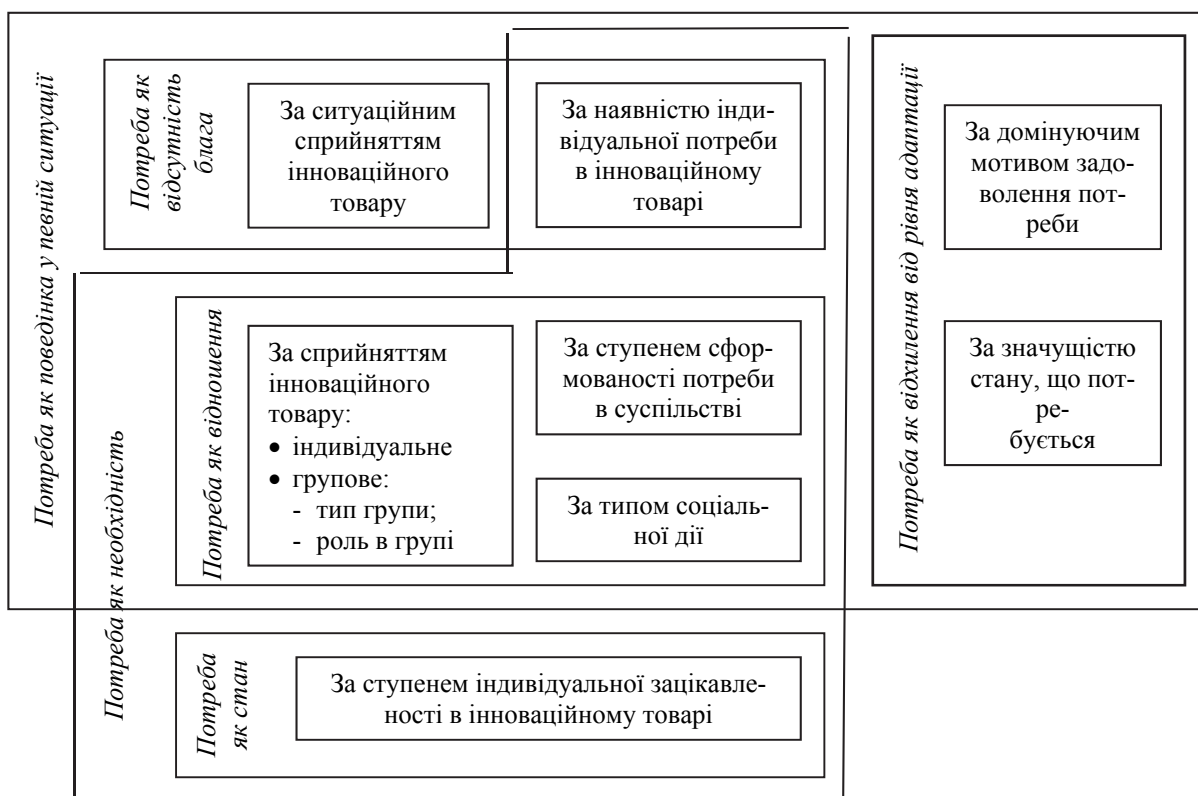 Потреба як поведінка у певній ситуації
Потреба як
відсутність
блага
За ситуаційним
сприйняттям
інноваційного
товару
За наявністю інди-
відуальної потреби
в інноваційному
товарі
Потреба як відхилення від рівня адаптації
За домінуючим
мотивом задо-
волення пот-
реби
За значущістю
стану, що пот-
ре-
бується
Потреба як необхідність
Потреба як відношення
За сприйняттям
інноваційного
товару:
• індивідуальне
• групове:
- тип групи;
- роль в групі
За ступенем сфор-
мованості потреби
в суспільстві
За типом соціаль-
ної дії
Потреба
як стан
За ступенем індивідуальної зацікавле-
ності в інноваційному товарі